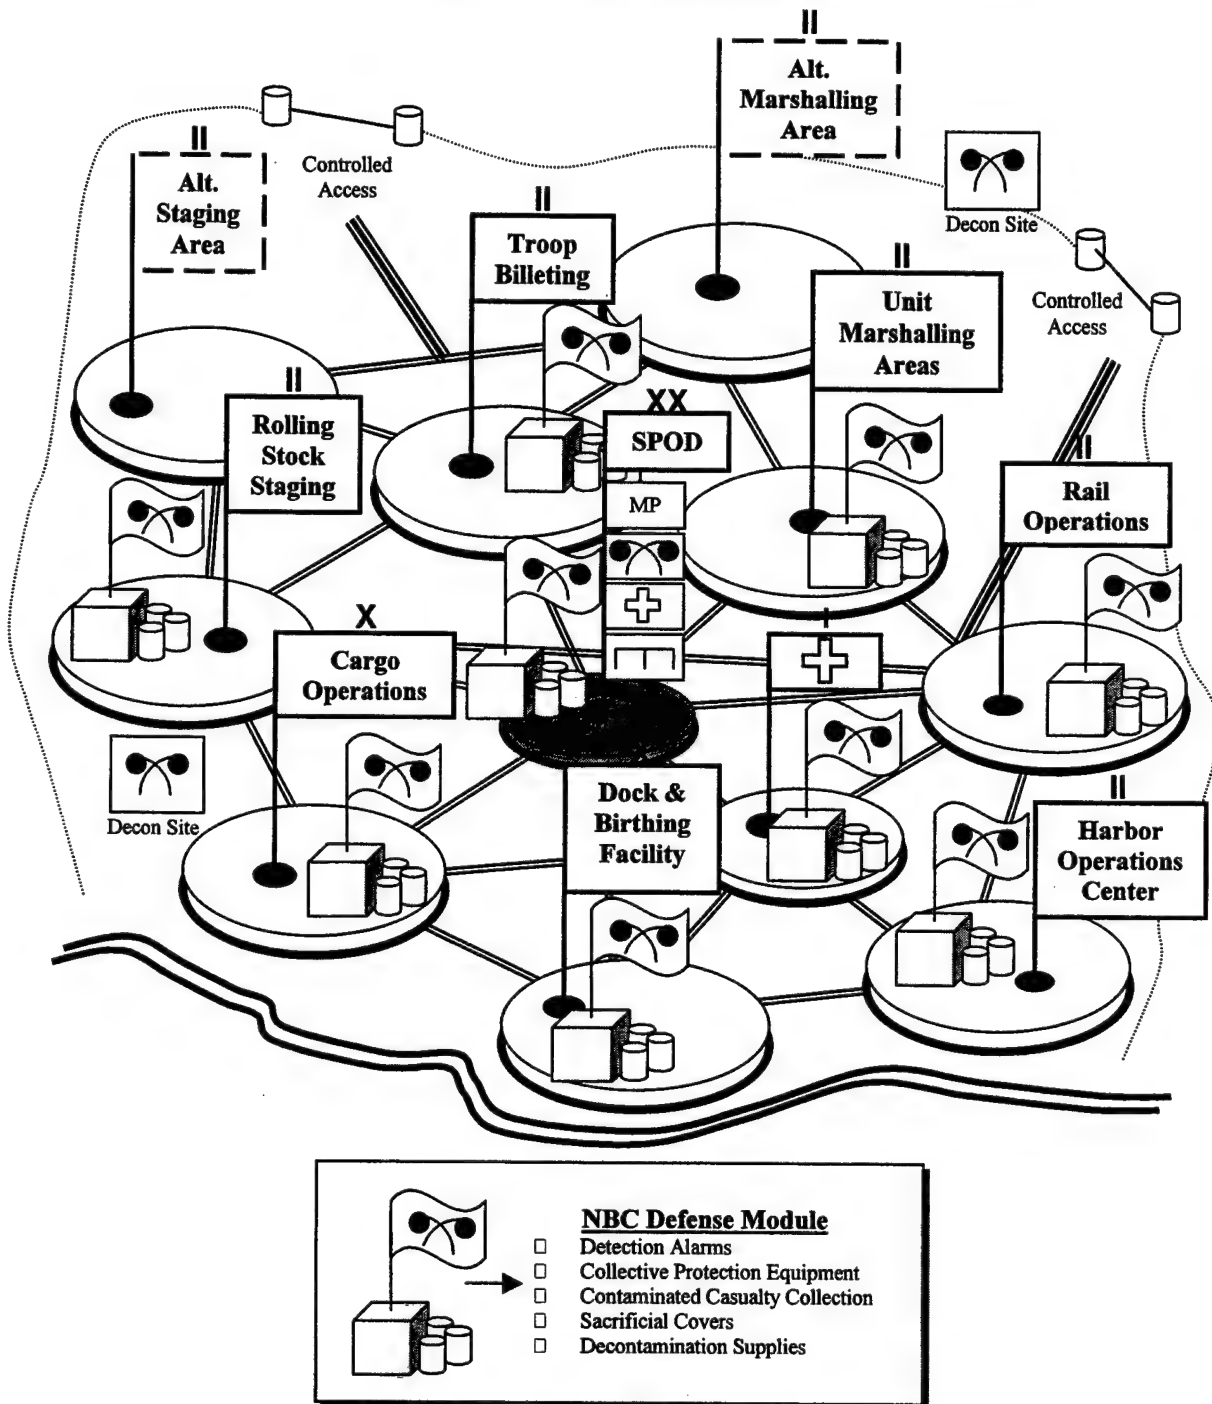 II
Alt.
Marshalling
Area
II
Alt.
Staging
Area
Controlled
Access
Decon Site
II
Troop
Billeting
II
Unit
Marshalling
Areas
Controlled
Access
II
Rolling
Stock
Staging
XX
SPOD
MP
II
Rail
Operations
X
Cargo
Operations
I
Decon Site
Dock &
Birthing
Facility
II
Harbor
Operations
Center
NBC Defense Module
Detection Alarms
Collective Protection Equipment
Contaminated Casualty Collection
Sacrificial Covers
Decontamination Supplies